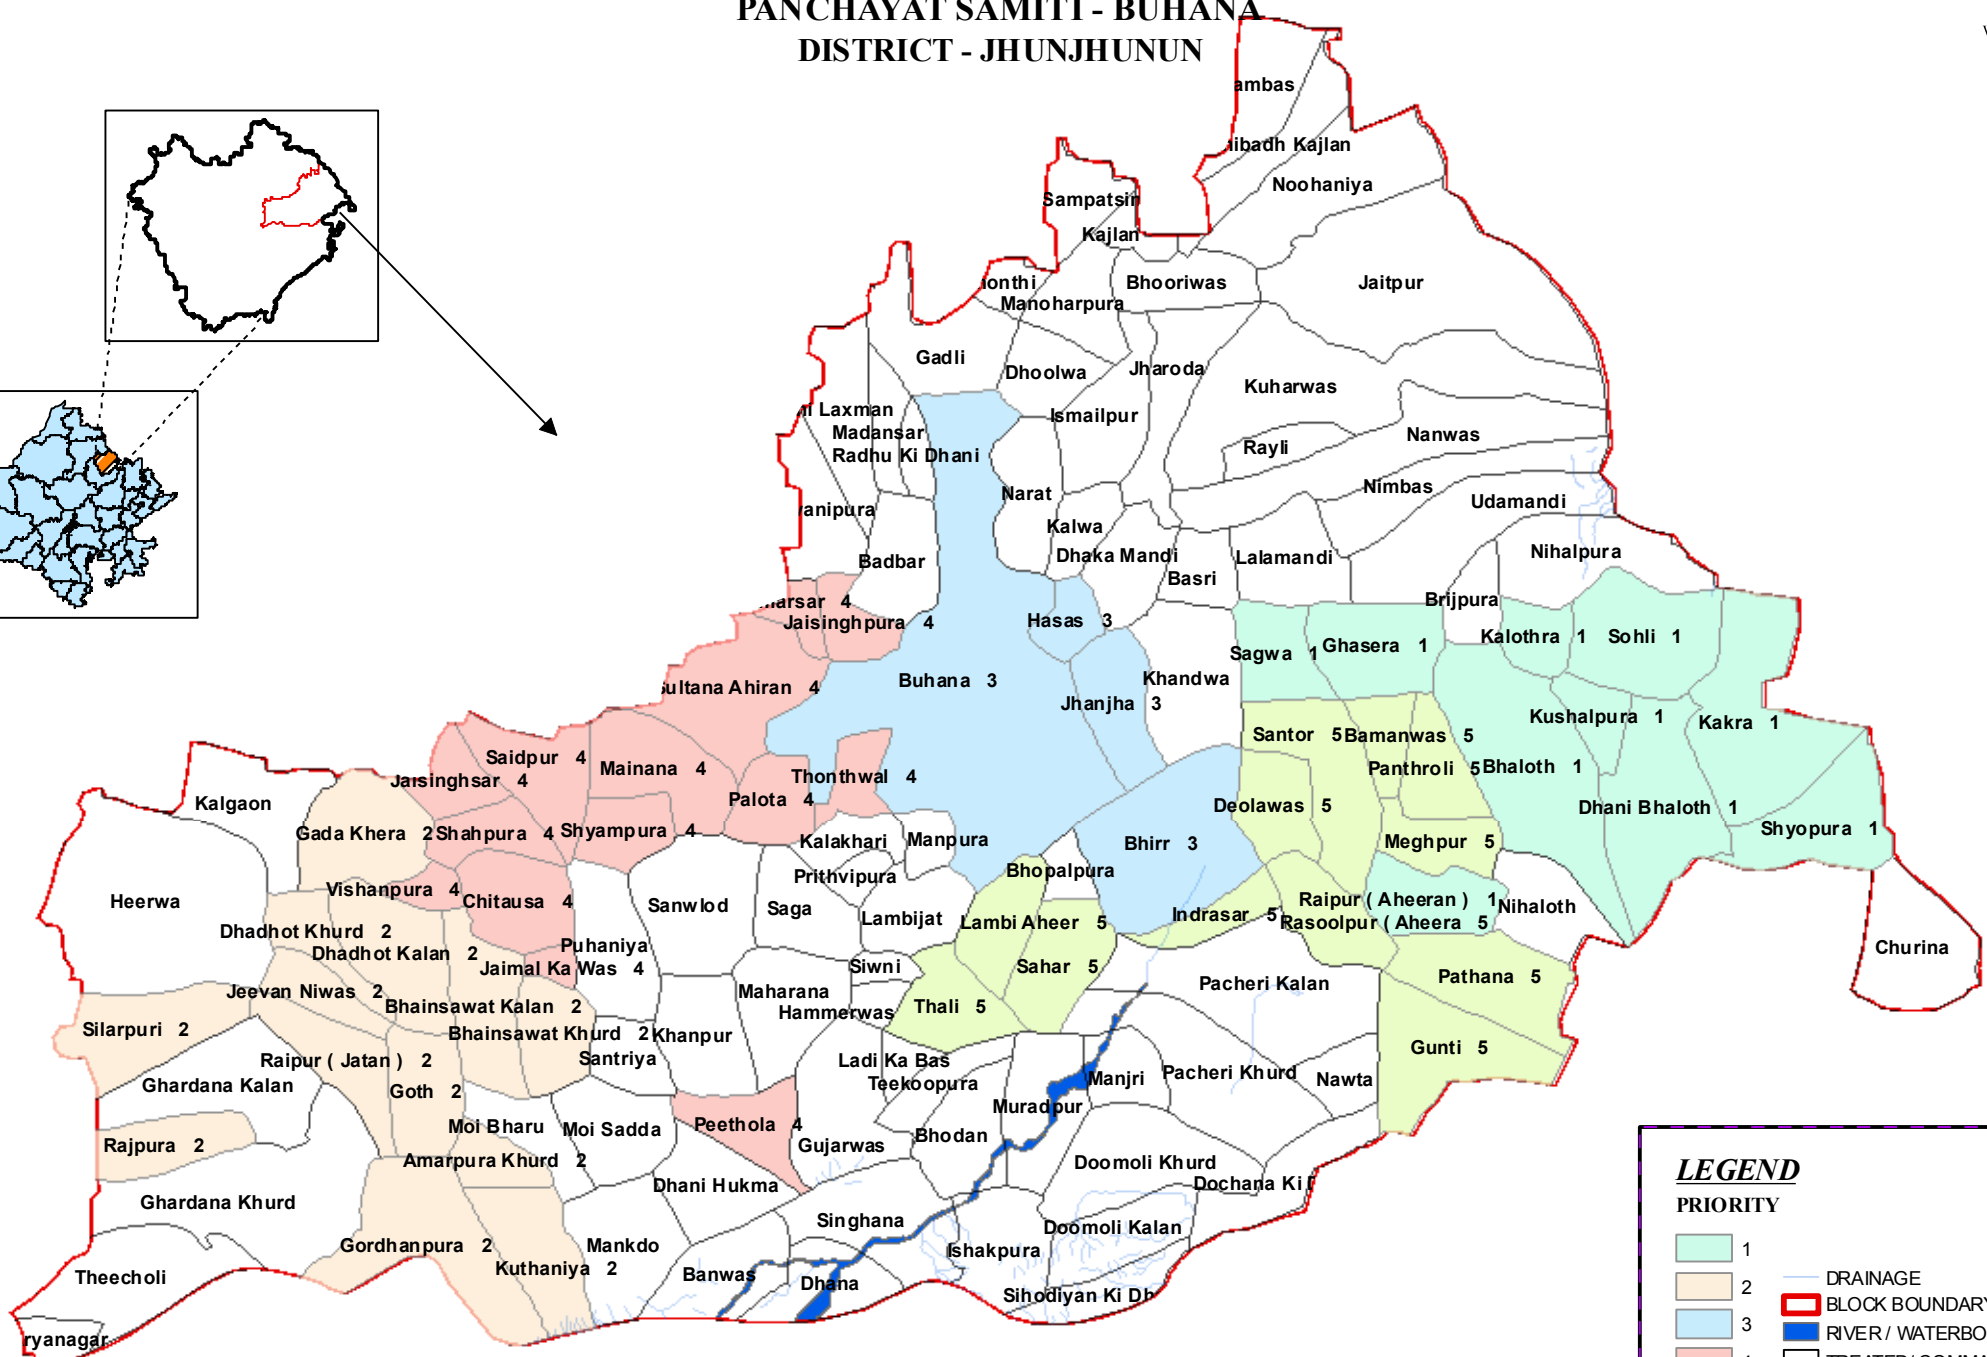 PANCHAYAT SAMITI - BUHANA
DISTRICT - JHUNJHUNUN
ambas
libadh Kajlan
Noohaniya
Sampatsin
Kajlan
Jaitpur
Bhooriwas
ionthi
Manoharpura
Gadli
Dhoolwa
Jharoda
Kuharwas
ni Laxman
Ismailpur
Madansar
Nanwas
Radhu Ki Dhani
Rayli
Narat
Nimbas
Udamandi
vanipura
Kalwa
Badbar
Dhaka Mandi
Lalamandi
Nihalpura
Basri
Brijpura
marsar 4
Jaisinghpura 4
Hasas 3
Kalothra 1
Sohli 1
Ghasera 1
Sagwa 1
Sultana Ahiran 4
Buhana 3
Khandwa
Jhanjha 3
Kushalpura 1
Kakra 1
Santor 5
Bamanwas 5
Saidpur 4
Mainana 4
Jaisinghsar 4
Thonthwal 4
Panthroli 5
Bhaloth 1
Palota 4
Deolawas 5
Dhani Bhaloth 1
Kalgaon
Gada Khera 2
Shahpura 4
Shyampura 4
Shyopura 1
Kalakhari
Manpura
Bhirr 3
Meghpur 5
Prithvipura
Bhopalpura
Vishanpura 4
Heerwa
Chitausa 4
Sanwlod
Saga
Raipur ( Aheeran ) 1
Nihaloth
Lambijat
Lambi Aheer 5
Indrasar 5
Rasoolpur ( Aheera 5
Dhadhot Khurd 2
Dhadhot Kalan 2
Puhaniya
Churina
Jaimal Ka Was 4
Siwni
Sahar 5
Pathana 5
Jeevan Niwas 2
Maharana
Pacheri Kalan
Bhainsawat Kalan 2
Hammerwas
Thali 5
Silarpuri 2
Bhainsawat Khurd 2
Khanpur
Gunti 5
Raipur ( Jatan ) 2
Santriya
Ladi Ka Bas
Ghardana Kalan
Teekoopura
Goth 2
Manjri
Pacheri Khurd
Nawta
Muradpur
Moi Bharu
Moi Sadda
Peethola 4
Rajpura 2
Gujarwas
Bhodan
Amarpura Khurd 2
Doomoli Khurd
Dhani Hukma
Dochana Ki
Ghardana Khurd
Singhana
Doomoli Kalan
Gordhanpura 2
Mankdo
Ishakpura
Kuthaniya 2
Theecholi
Banwas
Dhana
Sihodiyan Ki Dh
ryanagar
LEGEND
PRIORITY
1
2
3
DRAINAGE
BLOCK BOUNDARY
RIVER / WATERBO